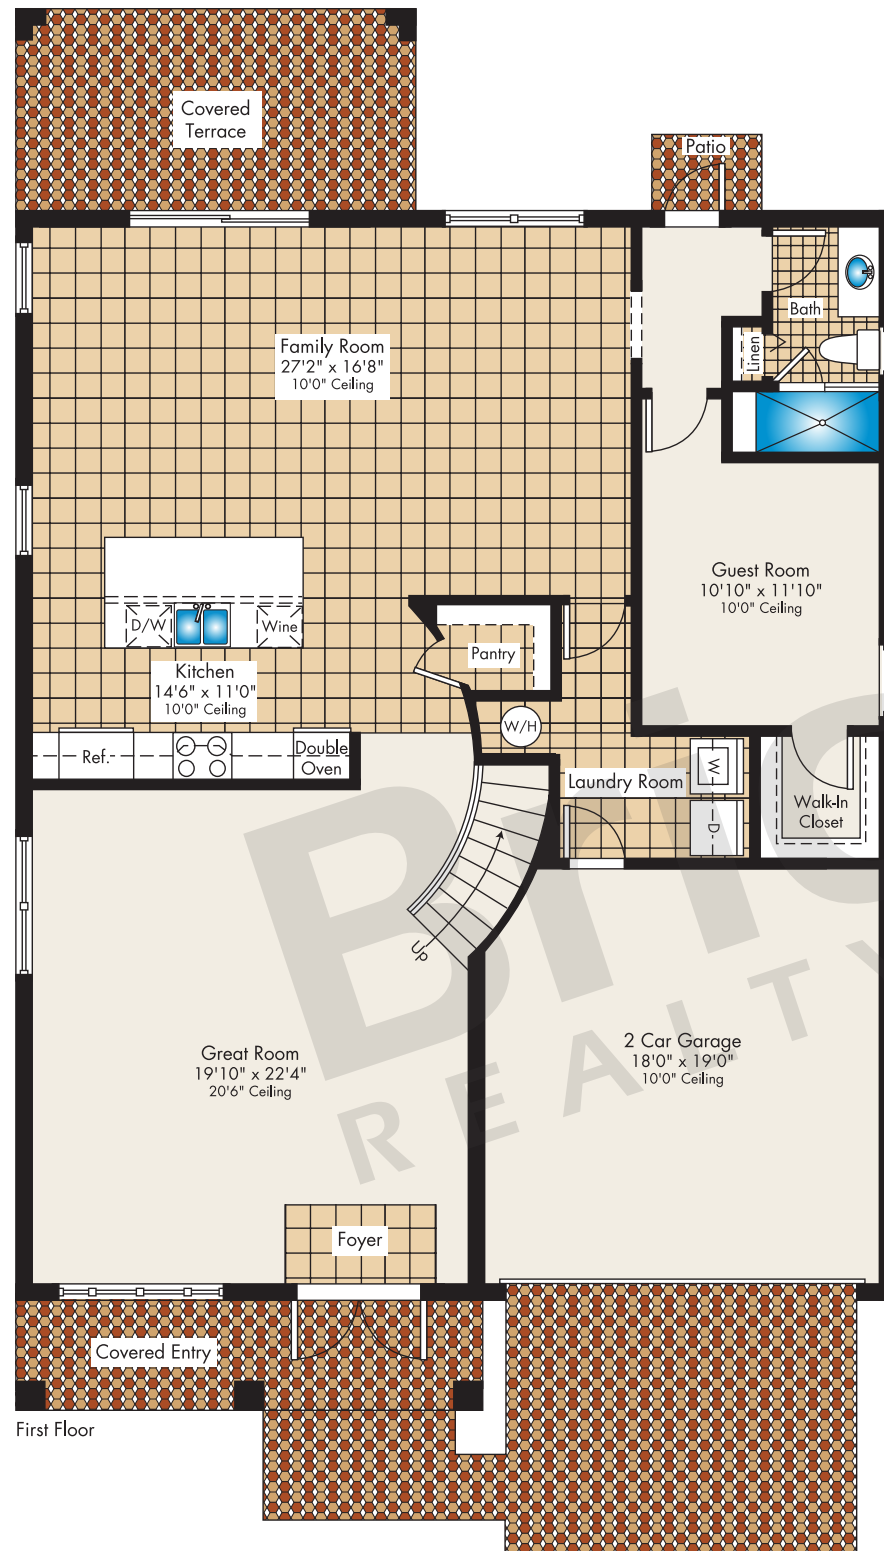 Covered
Terrace
Patio
Bath
Linen
Family Room
27'2" x 16'8"
10'0" Ceiling
Guest Room
10'10" x 11'10"
10'0" Ceiling
D/W
Wine
Pantry
Kitchen
14'6" x 11'0"
10'0" Ceiling
W/H
Ref.
Double
Oven
Laundry Room
W
D
Walk-In
Closet
Up
Great Room
19'10" x 22'4"
20'6" Ceiling
2 Car Garage
18'0" x 19'0"
10'0" Ceiling
Foyer
Covered Entry
First Floor
REALTY